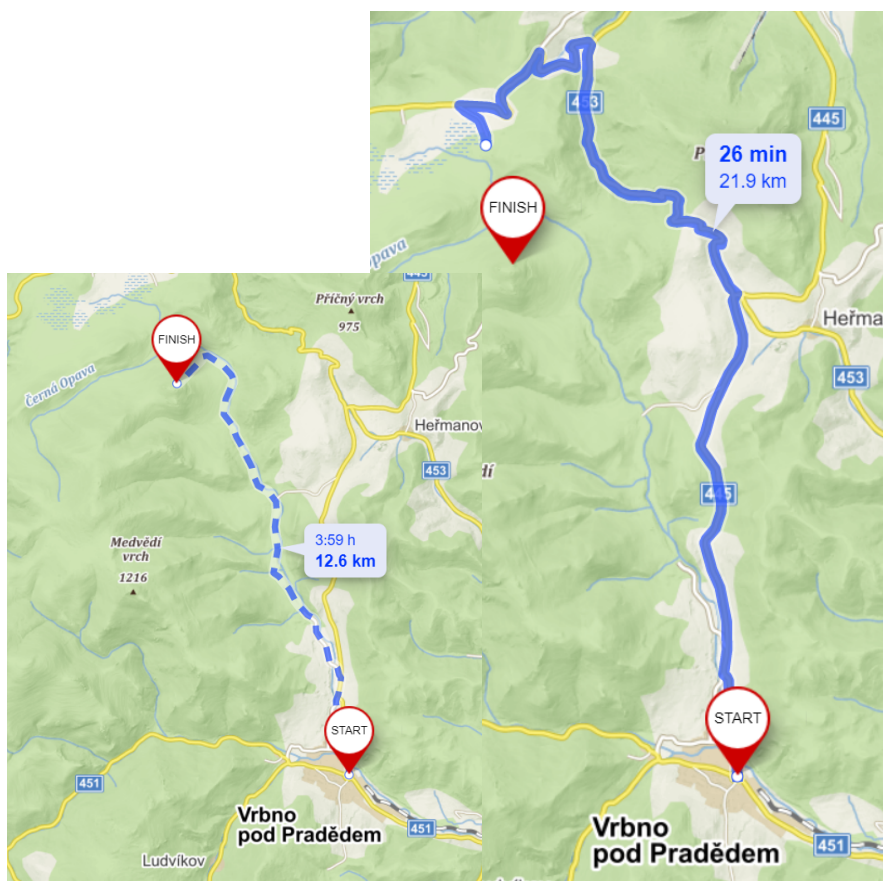 453
445
P
26 min
21.9 km
FINISH
Opava
Heřma
453
445
START
Vrbno
pod Pradědem
451
445
Příčný vrch
975
FINISH
Černá Opava
Heřmanov
453
dí
3:59 h
12.6 km
Medvědí
vrch
1216
START
451
Vrbno
pod Pradědem
451
Ludvíkov